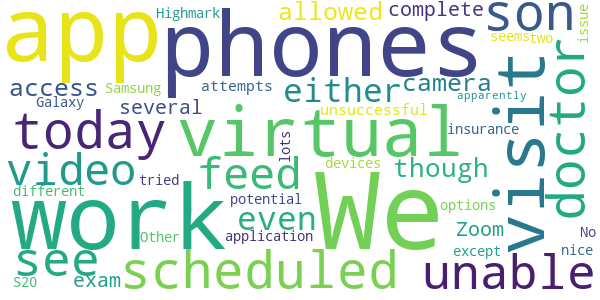 app
phones
Highmark
allowed
complete
son
seems
two
issue
access
Samsung
attempts
either
camera
visit
doctor
Galaxy
several
unsuccessful
apparently
today
virtual
lots
insurance
video
feed
though
devices
different
tried
work
We
potential
even
options
Other
application
Zoom
No
see
exam
scheduled
except
nice
unable
S20